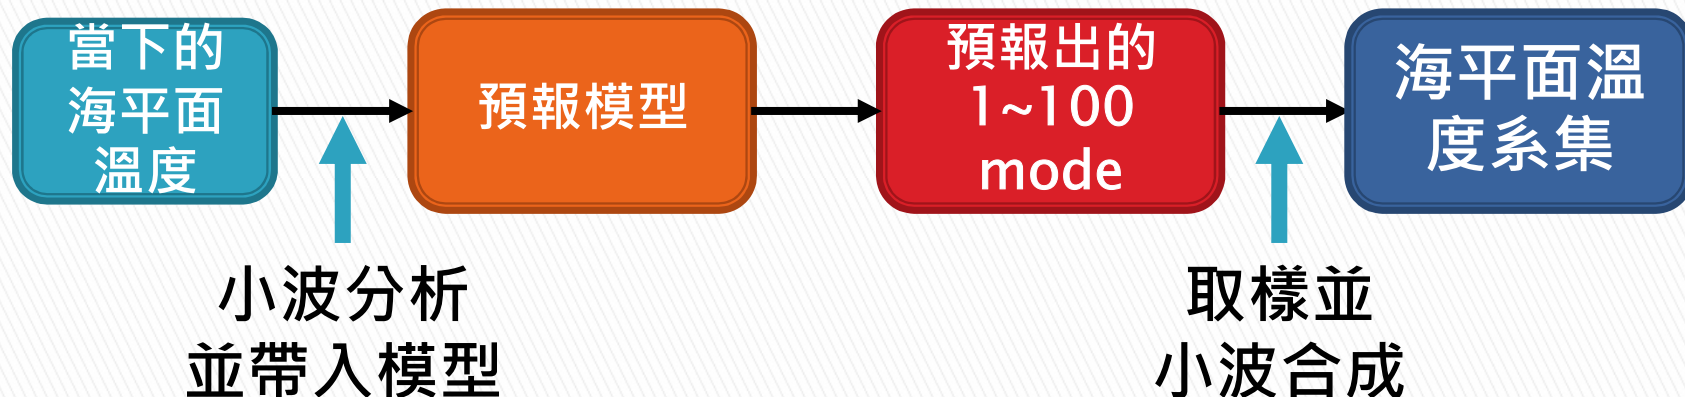 當下的
海平面
溫度
預報模型
預報出的
1~100
mode
海平面溫
度系集
小波分析
並帶入模型
取樣並
小波合成